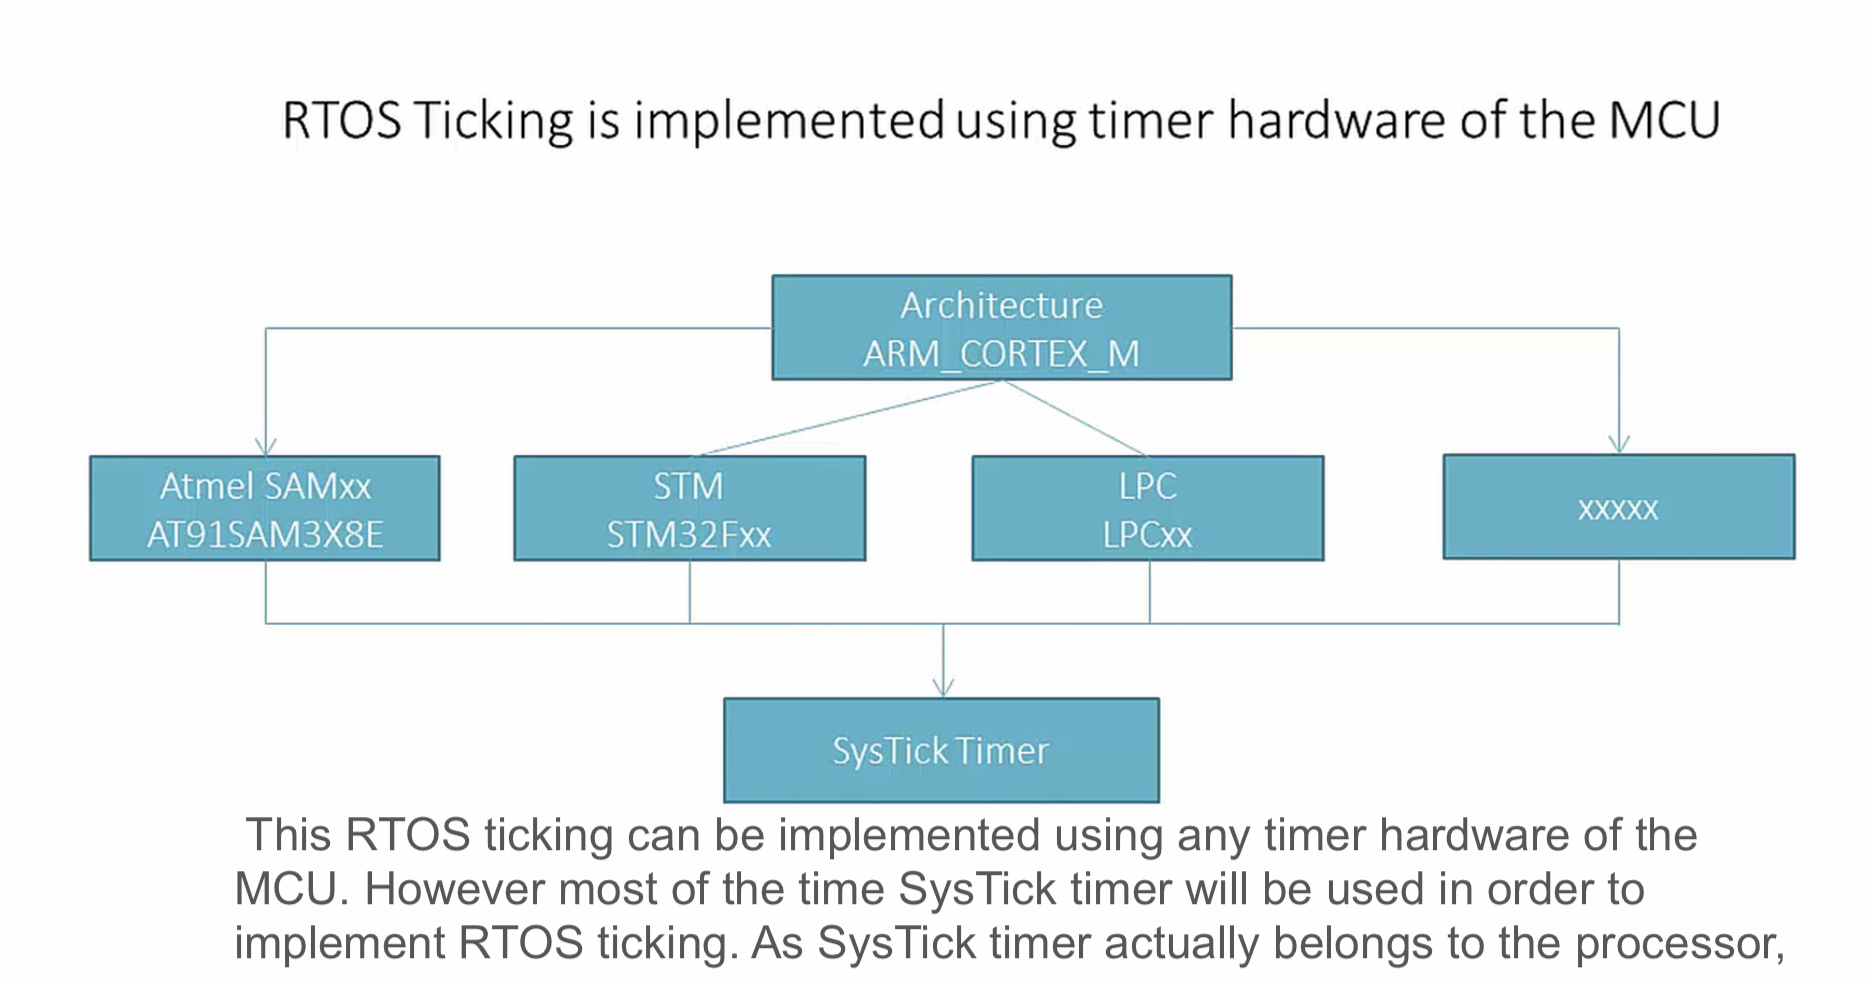 RTOS Ticking is implemented using timer hardware of the MCU
Architecture
ARM_CORTEX_M
Atmel SAMxx
AT91SAM3X8E
STM
STM32Fxx
LPC
LPCxx
xxxxx
SysTick Timer
This RTOS ticking can be implemented using any timer hardware of the
MCU. However most of the time SysTick timer will be used in order to
implement RTOS ticking. As SysTick timer actually belongs to the processor,